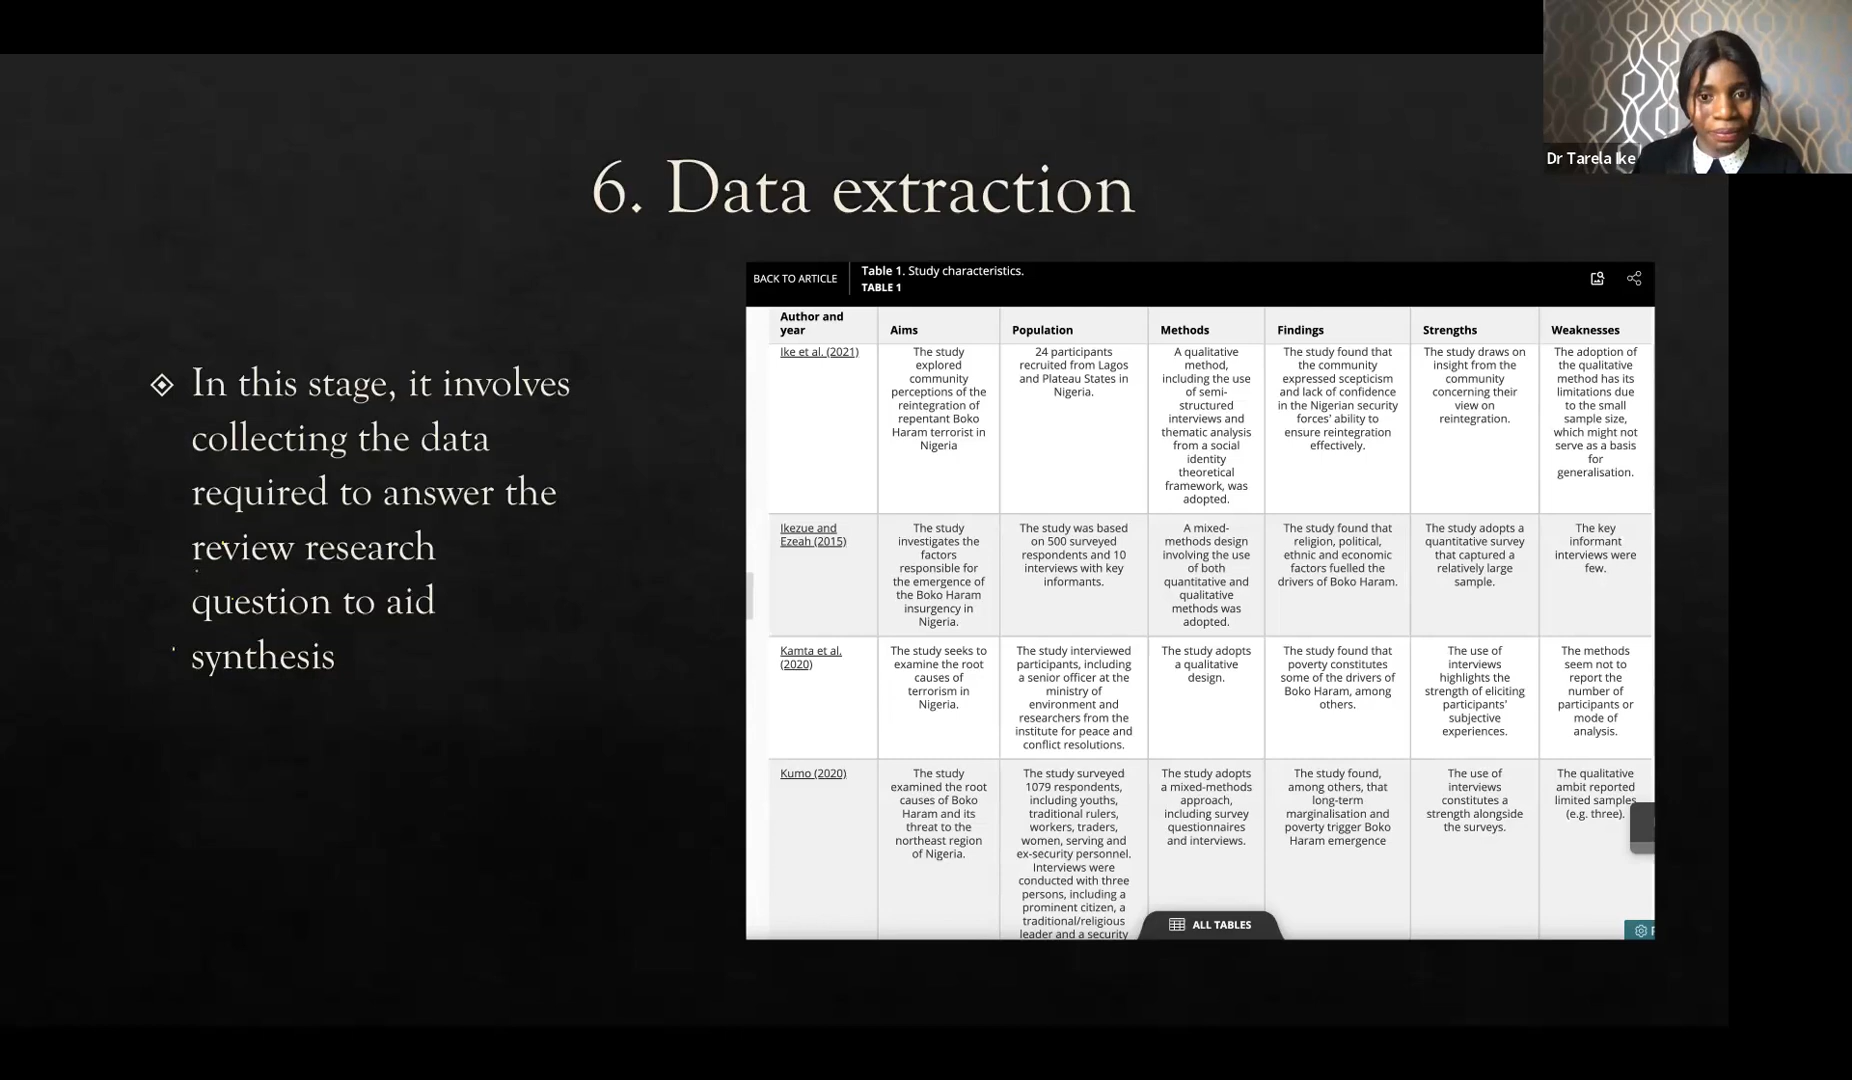 Dr Tarela Ike
6. Data extraction
In this stage, it involves
collecting the data
required to answer the
review research
question to aid
synthesis
BACK TO ARTICLE
Table 1. Study characteristics.
TABLE 1
Author and
year
Aims
Population
Methods
Findings
Strengths
Weaknesses
Ike et al. (2021)
The study
explored
community
perceptions of the
reintegration of
repentant Boko
Haram terrorist in
Nigeria
24 participants
recruited from Lagos
and Plateau States in
Nigeria.
A qualitative
method,
including the use
of semi-
structured
interviews and
thematic analysis
from a social
identity
theoretical
framework, was
adopted.
The study found that
the community
expressed scepticism
and lack of confidence
in the Nigerian security
forces' ability to
ensure reintegration
effectively.
The study draws on
insight from the
community
concerning their
view on
reintegration.
The adoption of
the qualitative
method has its
limitations due
to the small
sample size,
which might not
serve as a basis
for
generalisation.
Ikezue and
Ezeah (2015)
The study
investigates the
factors
responsible for
the emergence of
the Boko Haram
insurgency in
Nigeria.
The study was based
on 500 surveyed
respondents and 10
interviews with key
informants.
A mixed-
methods design
involving the use
of both
quantitative and
qualitative
methods was
adopted.
The study found that
religion, political,
ethnic and economic
factors fuelled the
drivers of Boko Haram.
The study adopts a
quantitative survey
that captured a
relatively large
sample.
The key
informant
interviews were
few.
Kamta et al.
(2020)
The study seeks to
examine the root
causes of
terrorism in
Nigeria.
The study interviewed
participants, including
a senior officer at the
ministry of
environment and
researchers from the
institute for peace and
conflict resolutions.
The study adopts
a qualitative
design.
The study found that
poverty constitutes
some of the drivers of
Boko Haram, among
others.
The use of
interviews
highlights the
strength of eliciting
participants'
subjective
experiences.
The methods
seem not to
report the
number of
participants or
mode of
analysis.
Kumo (2020)
The study
examined the root
causes of Boko
Haram and its
threat to the
northeast region
of Nigeria.
The study surveyed
1079 respondents,
including youths,
traditional rulers,
workers, traders,
women, serving and
ex-security personnel.
Interviews were
conducted with three
persons, including a
prominent citizen, a
traditional/religious
leader and a security
The study adopts
a mixed-methods
approach,
including survey
questionnaires
and interviews.
The study found,
among others, that
long-term
marginalisation and
poverty trigger Boko
Haram emergence
The use of
interviews
constitutes a
strength alongside
the surveys.
The qualitative
ambit reported
limited samples
(e.g. three).
ALL TABLES